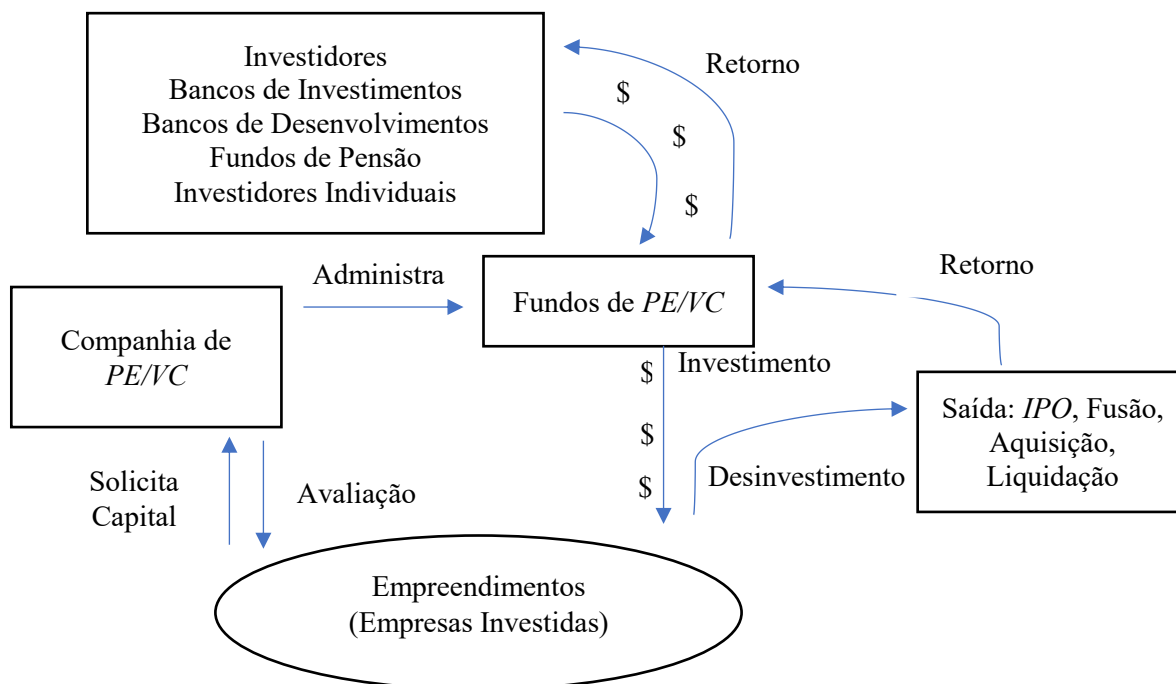 Investidores
Bancos de Investimentos
Bancos de Desenvolvimentos
Fundos de Pensão
Investidores Individuais
Retorno
$
$
$
Administra
Fundos de PE/VC
Retorno
Companhia de
PE/VC
$
Investimento
$
$
Saída: IPO, Fusão,
Aquisição,
Liquidação
Desinvestimento
Solicita
Capital
Avaliação
Empreendimentos
(Empresas Investidas)